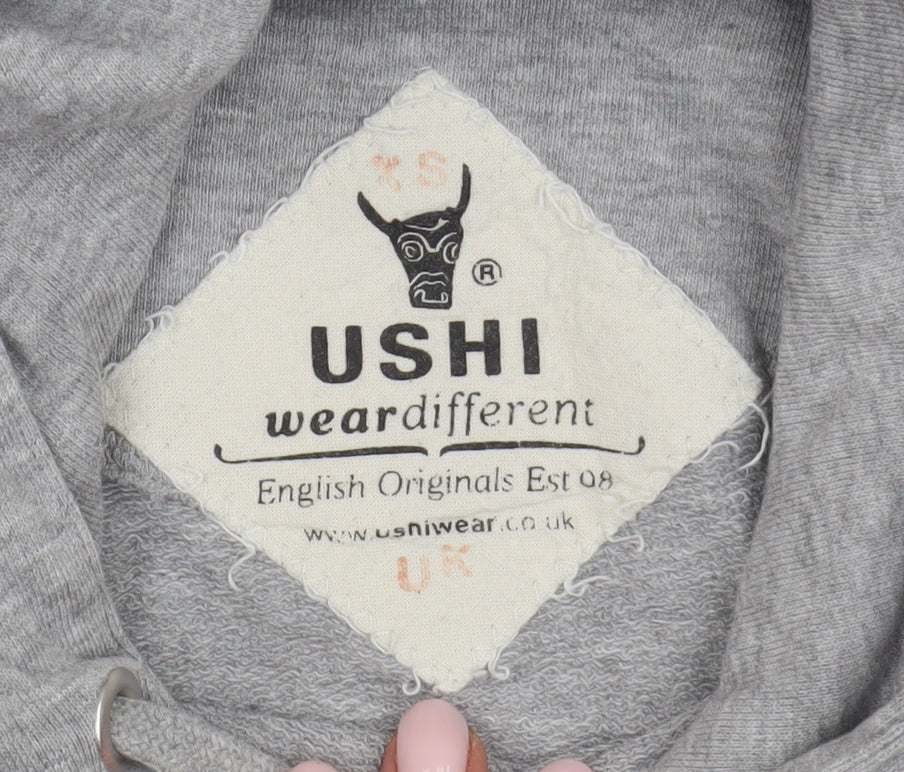 XS
®
USHI
weardifferent
English Originals Est 08
www.ushiwear.co.uk
UK